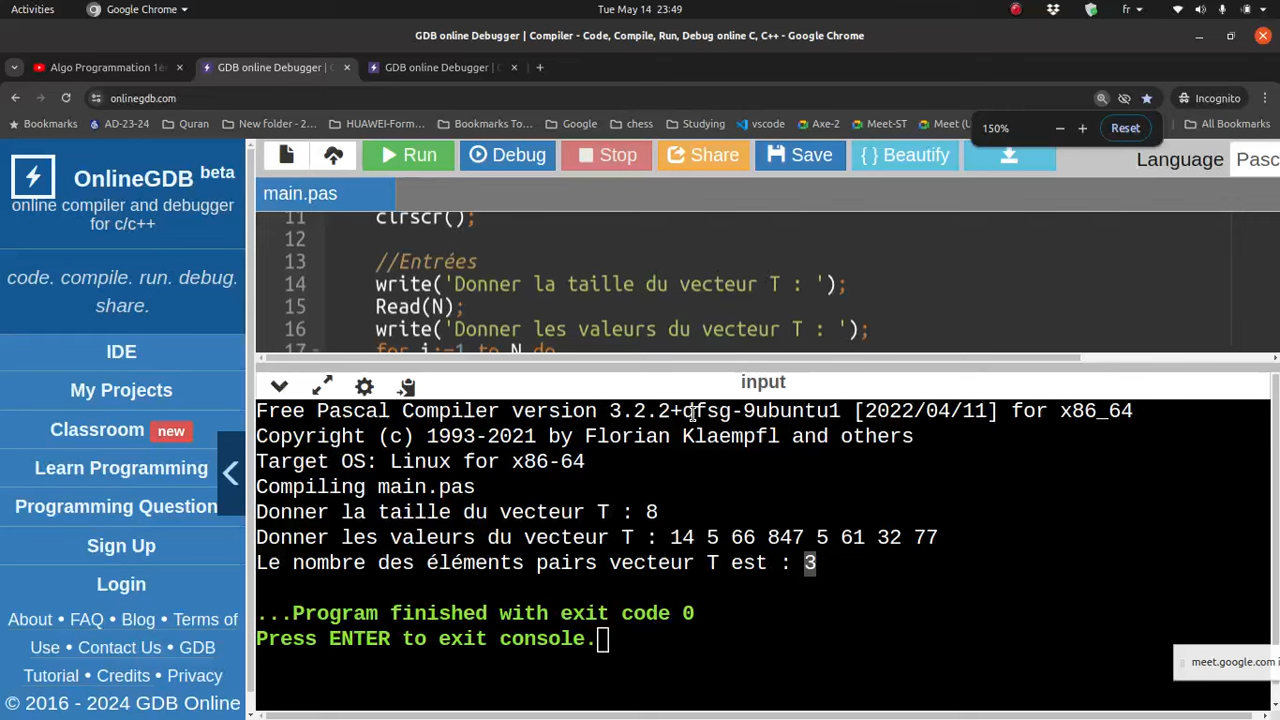 Activities Google Chrome Tue May 14 23:49 fr
GDB online Debugger | Compiler - Code, Compile, Run, Debug online C, C++ - Google Chrome
Algo Programmation 1è GDB online Debugger | GDB online Debugger |
onlinegdb.com Incognito
Bookmarks AD-23-24 Quran New folder - 2… HUAWEI-Form… Bookmarks To… Google chess Studying vscode Axe-2 Meet-ST Meet ( All Bookmarks
150% Reset
OnlineGDB beta
online compiler and debugger
for c/c++
code. compile. run. debug.
share.
IDE
My Projects
Classroom new
Learn Programming
Programming Question
Sign Up
Login
About • FAQ • Blog • Terms of
Use • Contact Us • GDB
Tutorial • Credits • Privacy
© 2016 - 2024 GDB Online
Run Debug Stop Share Save { } Beautify Language Pasc
main.pas
11 clrscr();
12
13 //Entrées
14 write('Donner la taille du vecteur T : ');
15 Read(N);
16 write('Donner les valeurs du vecteur T : ');
17 for i:=1 to N do
input
Free Pascal Compiler version 3.2.2+dfsg-9ubuntu1 [2022/04/11] for x86_64
Copyright (c) 1993-2021 by Florian Klaempfl and others
Target OS: Linux for x86-64
Compiling main.pas
Donner la taille du vecteur T : 8
Donner les valeurs du vecteur T : 14 5 66 847 5 61 32 77
Le nombre des éléments pairs vecteur T est : 3
...Program finished with exit code 0
Press ENTER to exit console.
meet.google.com i